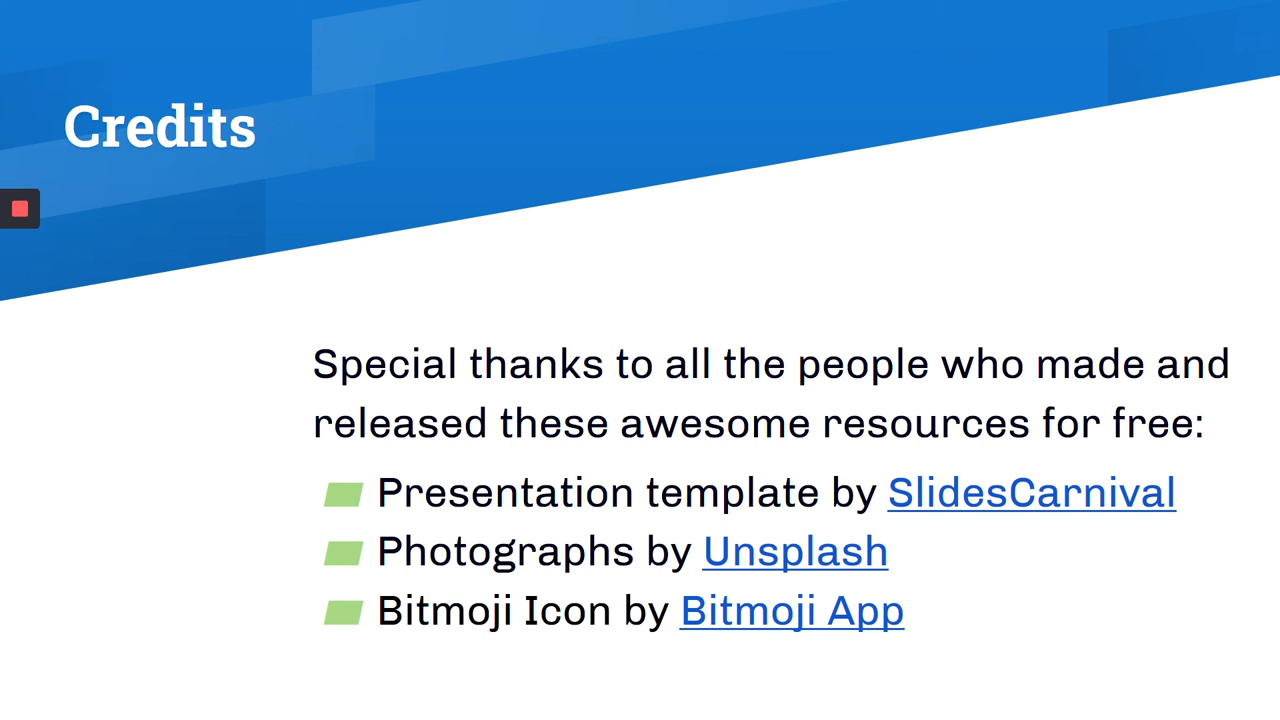 Credits
Special thanks to all the people who made and
released these awesome resources for free:
Presentation template by SlidesCarnival
Photographs by Unsplash
Bitmoji Icon by Bitmoji App